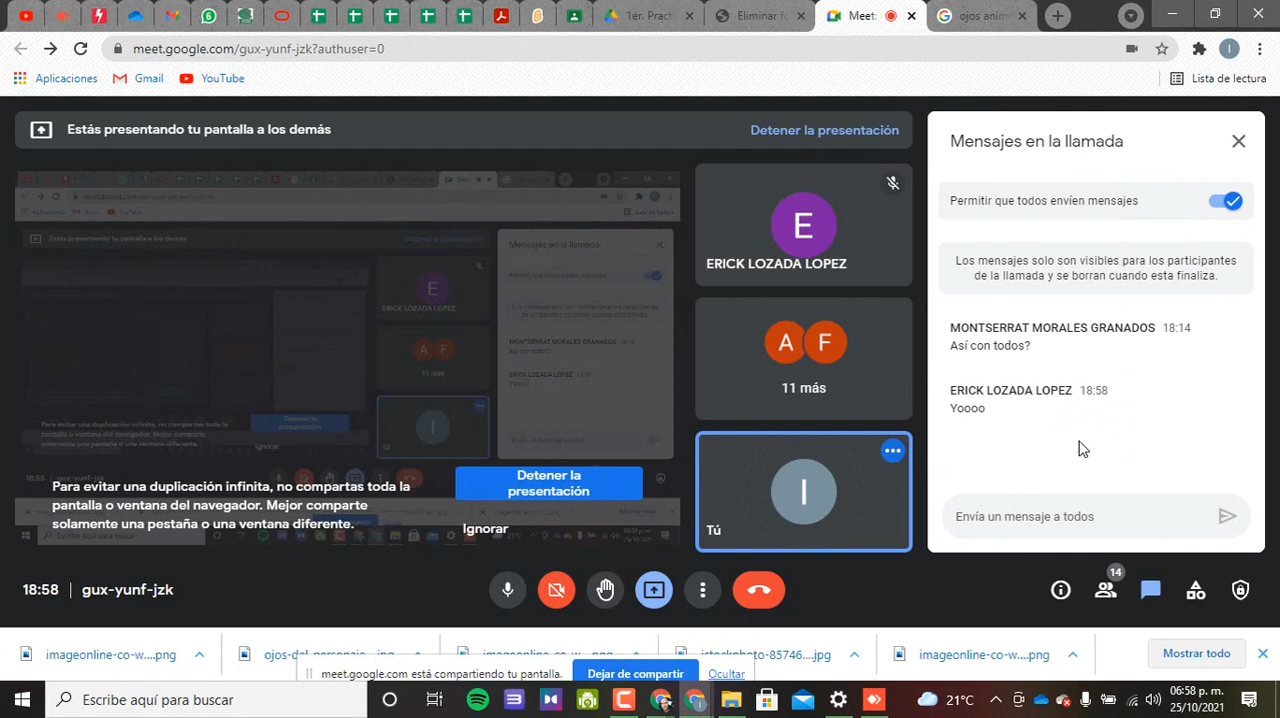 1er. Pract
Eliminar fo
Meet:
ojos anim
meet.google.com/gux-yunf-jzk?authuser=0
Aplicaciones
Gmail
YouTube
Lista de lectura
Estás presentando tu pantalla a los demás
Detener la presentación
Para evitar una duplicación infinita, no compartas toda la
pantalla o ventana del navegador. Mejor comparte
solamente una pestaña o una ventana diferente.
Detener la
presentación
Ignorar
E
ERICK LOZADA LOPEZ
A F
11 más
I
Tú
Mensajes en la llamada
Permitir que todos envíen mensajes
Los mensajes solo son visibles para los participantes
de la llamada y se borran cuando esta finaliza.
MONTSERRAT MORALES GRANADOS 18:14
Así con todos?
ERICK LOZADA LOPEZ 18:58
Yoooo
Envía un mensaje a todos
18:58 | gux-yunf-jzk
14
imageonline-co-w....png
imageonline-co-w....png
Mostrar todo
meet.google.com está compartiendo tu pantalla.
Dejar de compartir
Ocultar
Escribe aquí para buscar
21°C
06:58 p. m.
25/10/2021